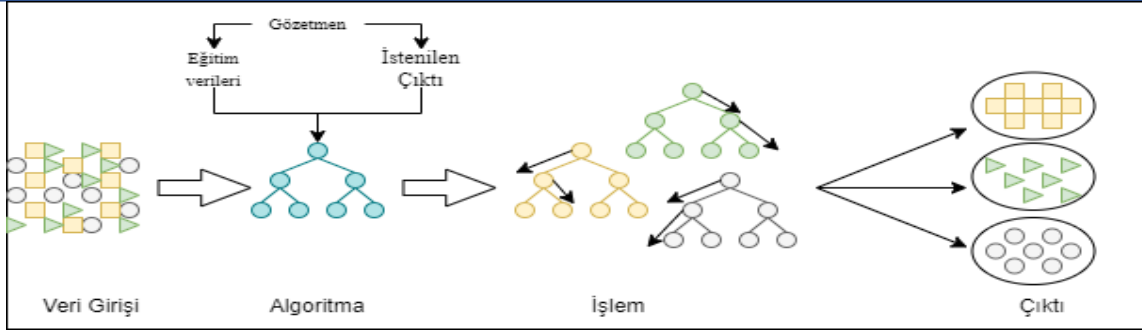 Gözetmen
Eğitim
verileri
İstenilen
Çıktı
Veri Girişi
Algoritma
İşlem
Çıktı